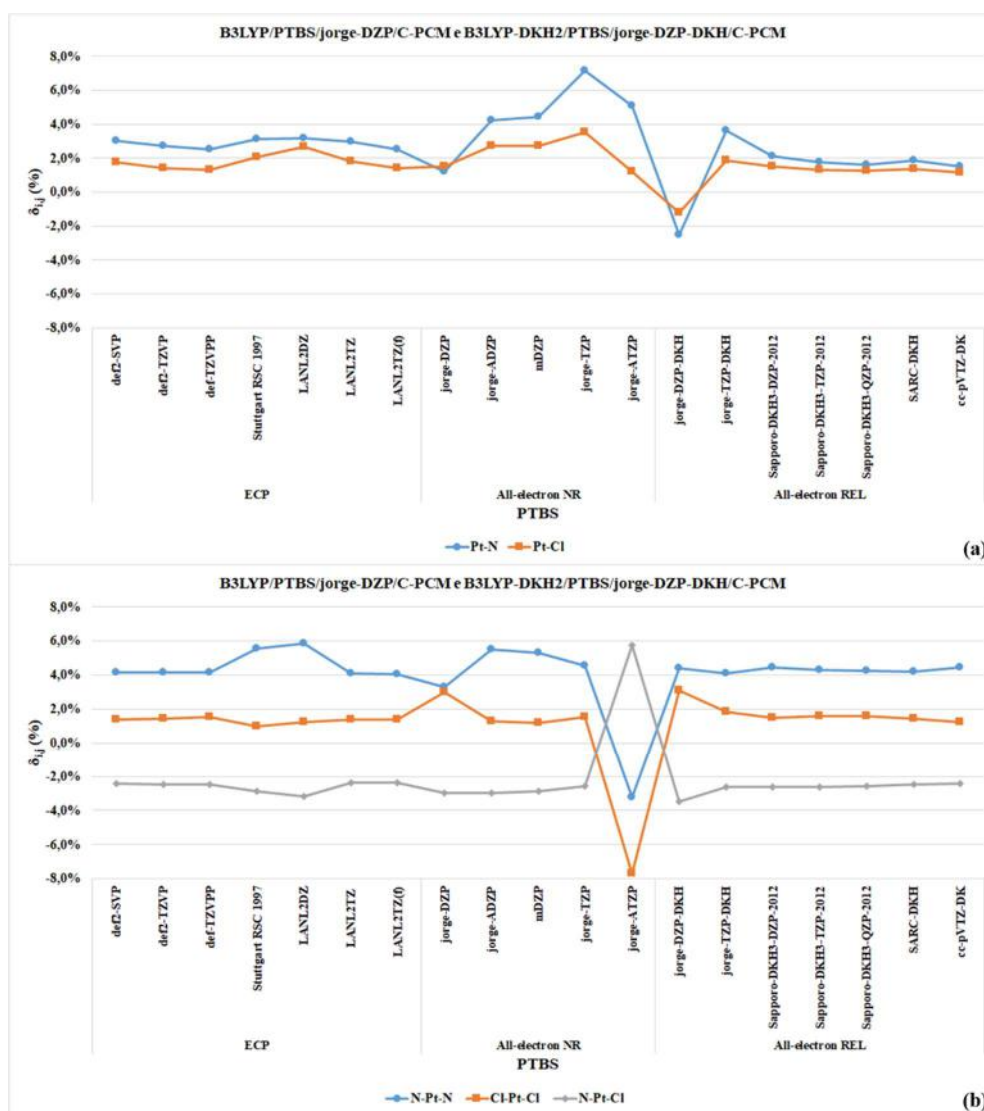 B3LYP/PTBS/jorge-DZP/C-PCM e B3LYP-DKH2/PTBS/jorge-DZP-DKH/C-PCM
8,0%
6,0%
4,0%
2,0%
0,0%
-2,0%
-4,0%
-6,0%
-8,0%
δi,j (%)
def2-SVP
def2-TZVP
def-TZVPP
Stuttgart RSC 1997
LANL2DZ
LANL2TZ
LANL2TZ(f)
jorge-DZP
jorge-ADZP
mDZP
jorge-TZP
jorge-ATZP
jorge-DZP-DKH
jorge-TZP-DKH
Sapporo-DKH3-DZP-2012
Sapporo-DKH3-TZP-2012
Sapporo-DKH3-QZP-2012
SARC-DKH
cc-pVTZ-DK
ECP All-electron NR All-electron REL
PTBS
Pt-N Pt-Cl
(a)
B3LYP/PTBS/jorge-DZP/C-PCM e B3LYP-DKH2/PTBS/jorge-DZP-DKH/C-PCM
8,0%
6,0%
4,0%
2,0%
0,0%
-2,0%
-4,0%
-6,0%
-8,0%
δi,j (%)
def2-SVP
def2-TZVP
def-TZVPP
Stuttgart RSC 1997
LANL2DZ
LANL2TZ
LANL2TZ(f)
jorge-DZP
jorge-ADZP
mDZP
jorge-TZP
jorge-ATZP
jorge-DZP-DKH
jorge-TZP-DKH
Sapporo-DKH3-DZP-2012
Sapporo-DKH3-TZP-2012
Sapporo-DKH3-QZP-2012
SARC-DKH
cc-pVTZ-DK
ECP All-electron NR All-electron REL
PTBS
N-Pt-N Cl-Pt-Cl N-Pt-Cl
(b)